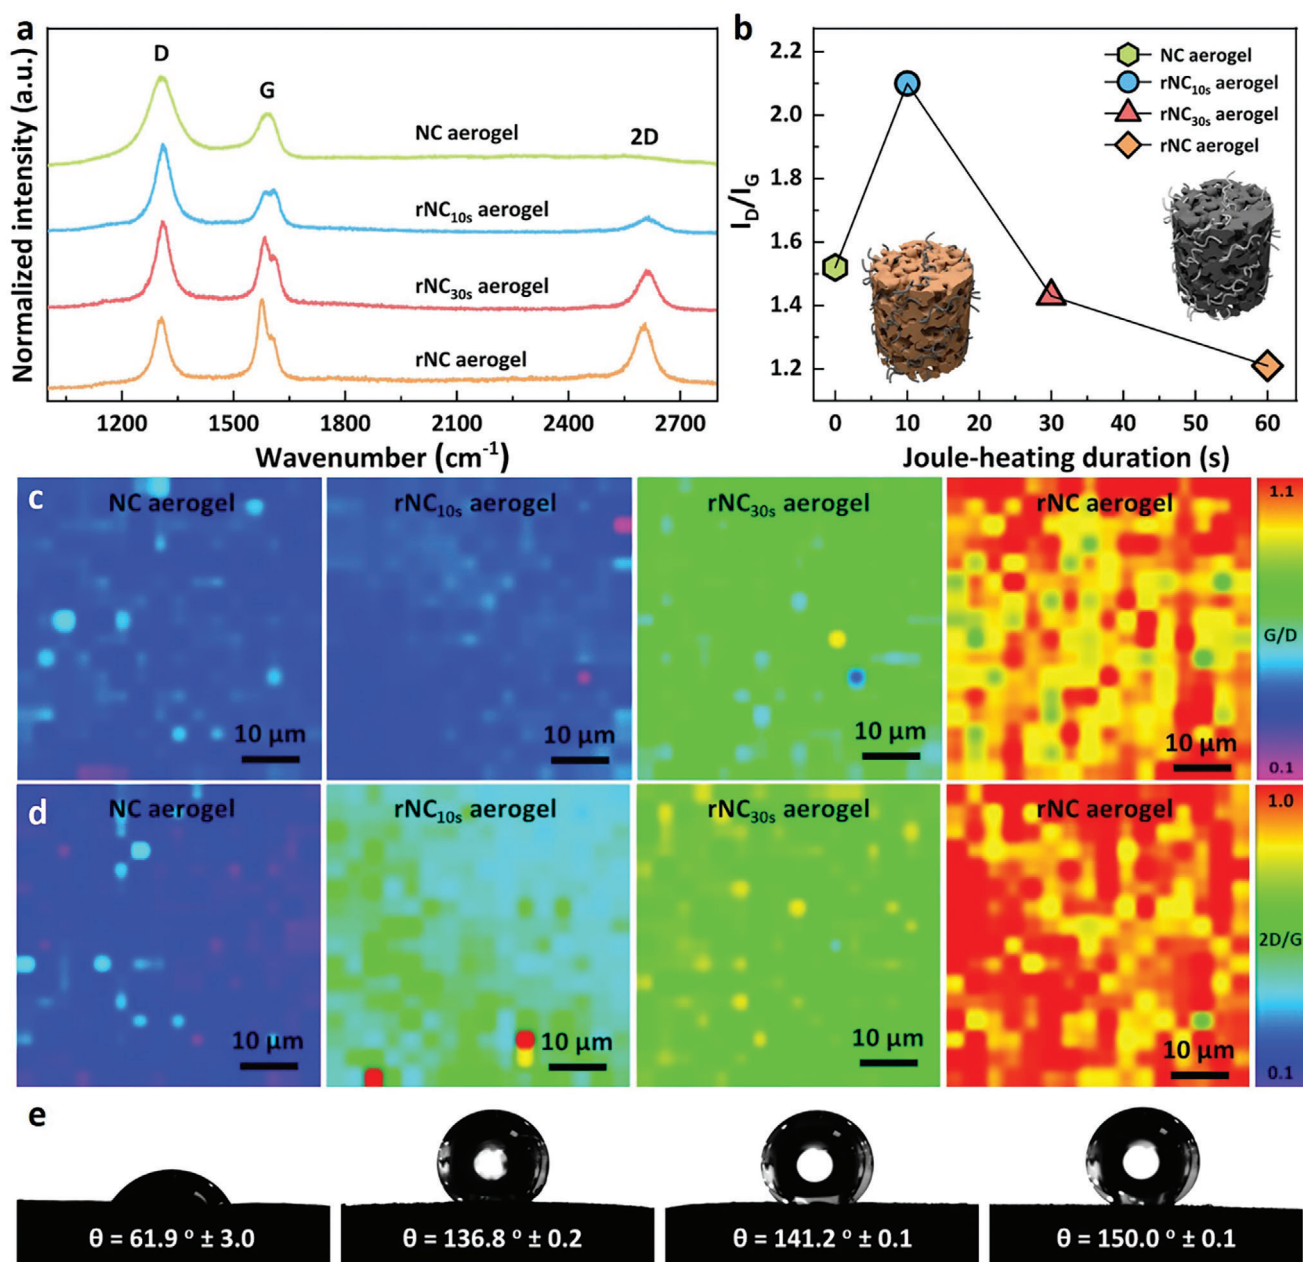 a
Normalized intensity (a.u.)
D
G
2D
NC aerogel
rNC10s aerogel
rNC30s aerogel
rNC aerogel
1200 1500 1800 2100 2400 2700
Wavenumber (cm-1)
b
ID/IG
2.2
2.0
1.8
1.6
1.4
1.2
NC aerogel
rNC10s aerogel
rNC30s aerogel
rNC aerogel
0 10 20 30 40 50 60
Joule-heating duration (s)
c
NC aerogel
10 μm
rNC10s aerogel
10 μm
rNC30s aerogel
10 μm
rNC aerogel
10 μm
1.1
G/D
0.1
d
NC aerogel
10 μm
rNC10s aerogel
10 μm
rNC30s aerogel
10 μm
rNC aerogel
10 μm
1.0
2D/G
0.1
e
θ = 61.9 ° ± 3.0
θ = 136.8 ° ± 0.2
θ = 141.2 ° ± 0.1
θ = 150.0 ° ± 0.1